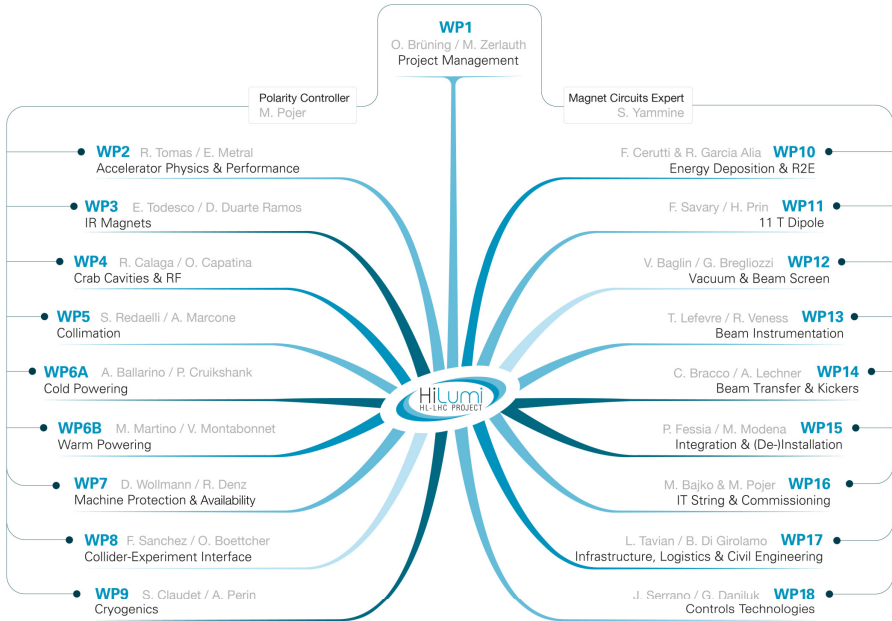 WP1
O. Brüning / M. Zerlauth
Project Management
Polarity Controller
M. Pojer
Magnet Circuits Expert
S. Yammine
WP2 R. Tomas / E. Metral
Accelerator Physics & Performance
WP3 E. Todesco / D. Duarte Ramos
IR Magnets
WP4 R. Calaga / O. Capatina
Crab Cavities & RF
WP5 S. Redaelli / A. Marcone
Collimation
WP6A A. Ballarino / P. Cruikshank
Cold Powering
WP6B M. Martino / V. Montabonnet
Warm Powering
WP7 D. Wollmann / R. Denz
Machine Protection & Availability
WP8 F. Sanchez / O. Boettcher
Collider-Experiment Interface
WP9 S. Claudet / A. Perin
Cryogenics
HiLumi
HL-LHC PROJECT
F. Cerutti & R. Garcia Alia WP10
Energy Deposition & R2E
F. Savary / H. Prin WP11
11 T Dipole
V. Baglin / G. Bregliozzi WP12
Vacuum & Beam Screen
T. Lefevre / R. Veness WP13
Beam Instrumentation
C. Bracco / A. Lechner WP14
Beam Transfer & Kickers
P. Fessia / M. Modena WP15
Integration & (De-)Installation
M. Bajko & M. Pojer WP16
IT String & Commissioning
L. Tavian / B. Di Girolamo WP17
Infrastructure, Logistics & Civil Engineering
J. Serrano / G. Daniluk WP18
Controls Technologies